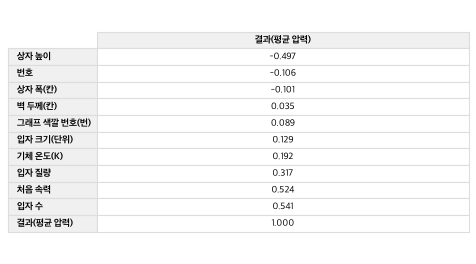 결과(평균 압력)
상자 높이 -0.497
번호 -0.106
상자 폭(칸) -0.101
벽 두께(칸) 0.035
그래프 색깔 번호(번) 0.089
입자 크기(단위) 0.129
기체 온도(K) 0.192
입자 질량 0.317
처음 속력 0.524
입자 수 0.541
결과(평균 압력) 1.000